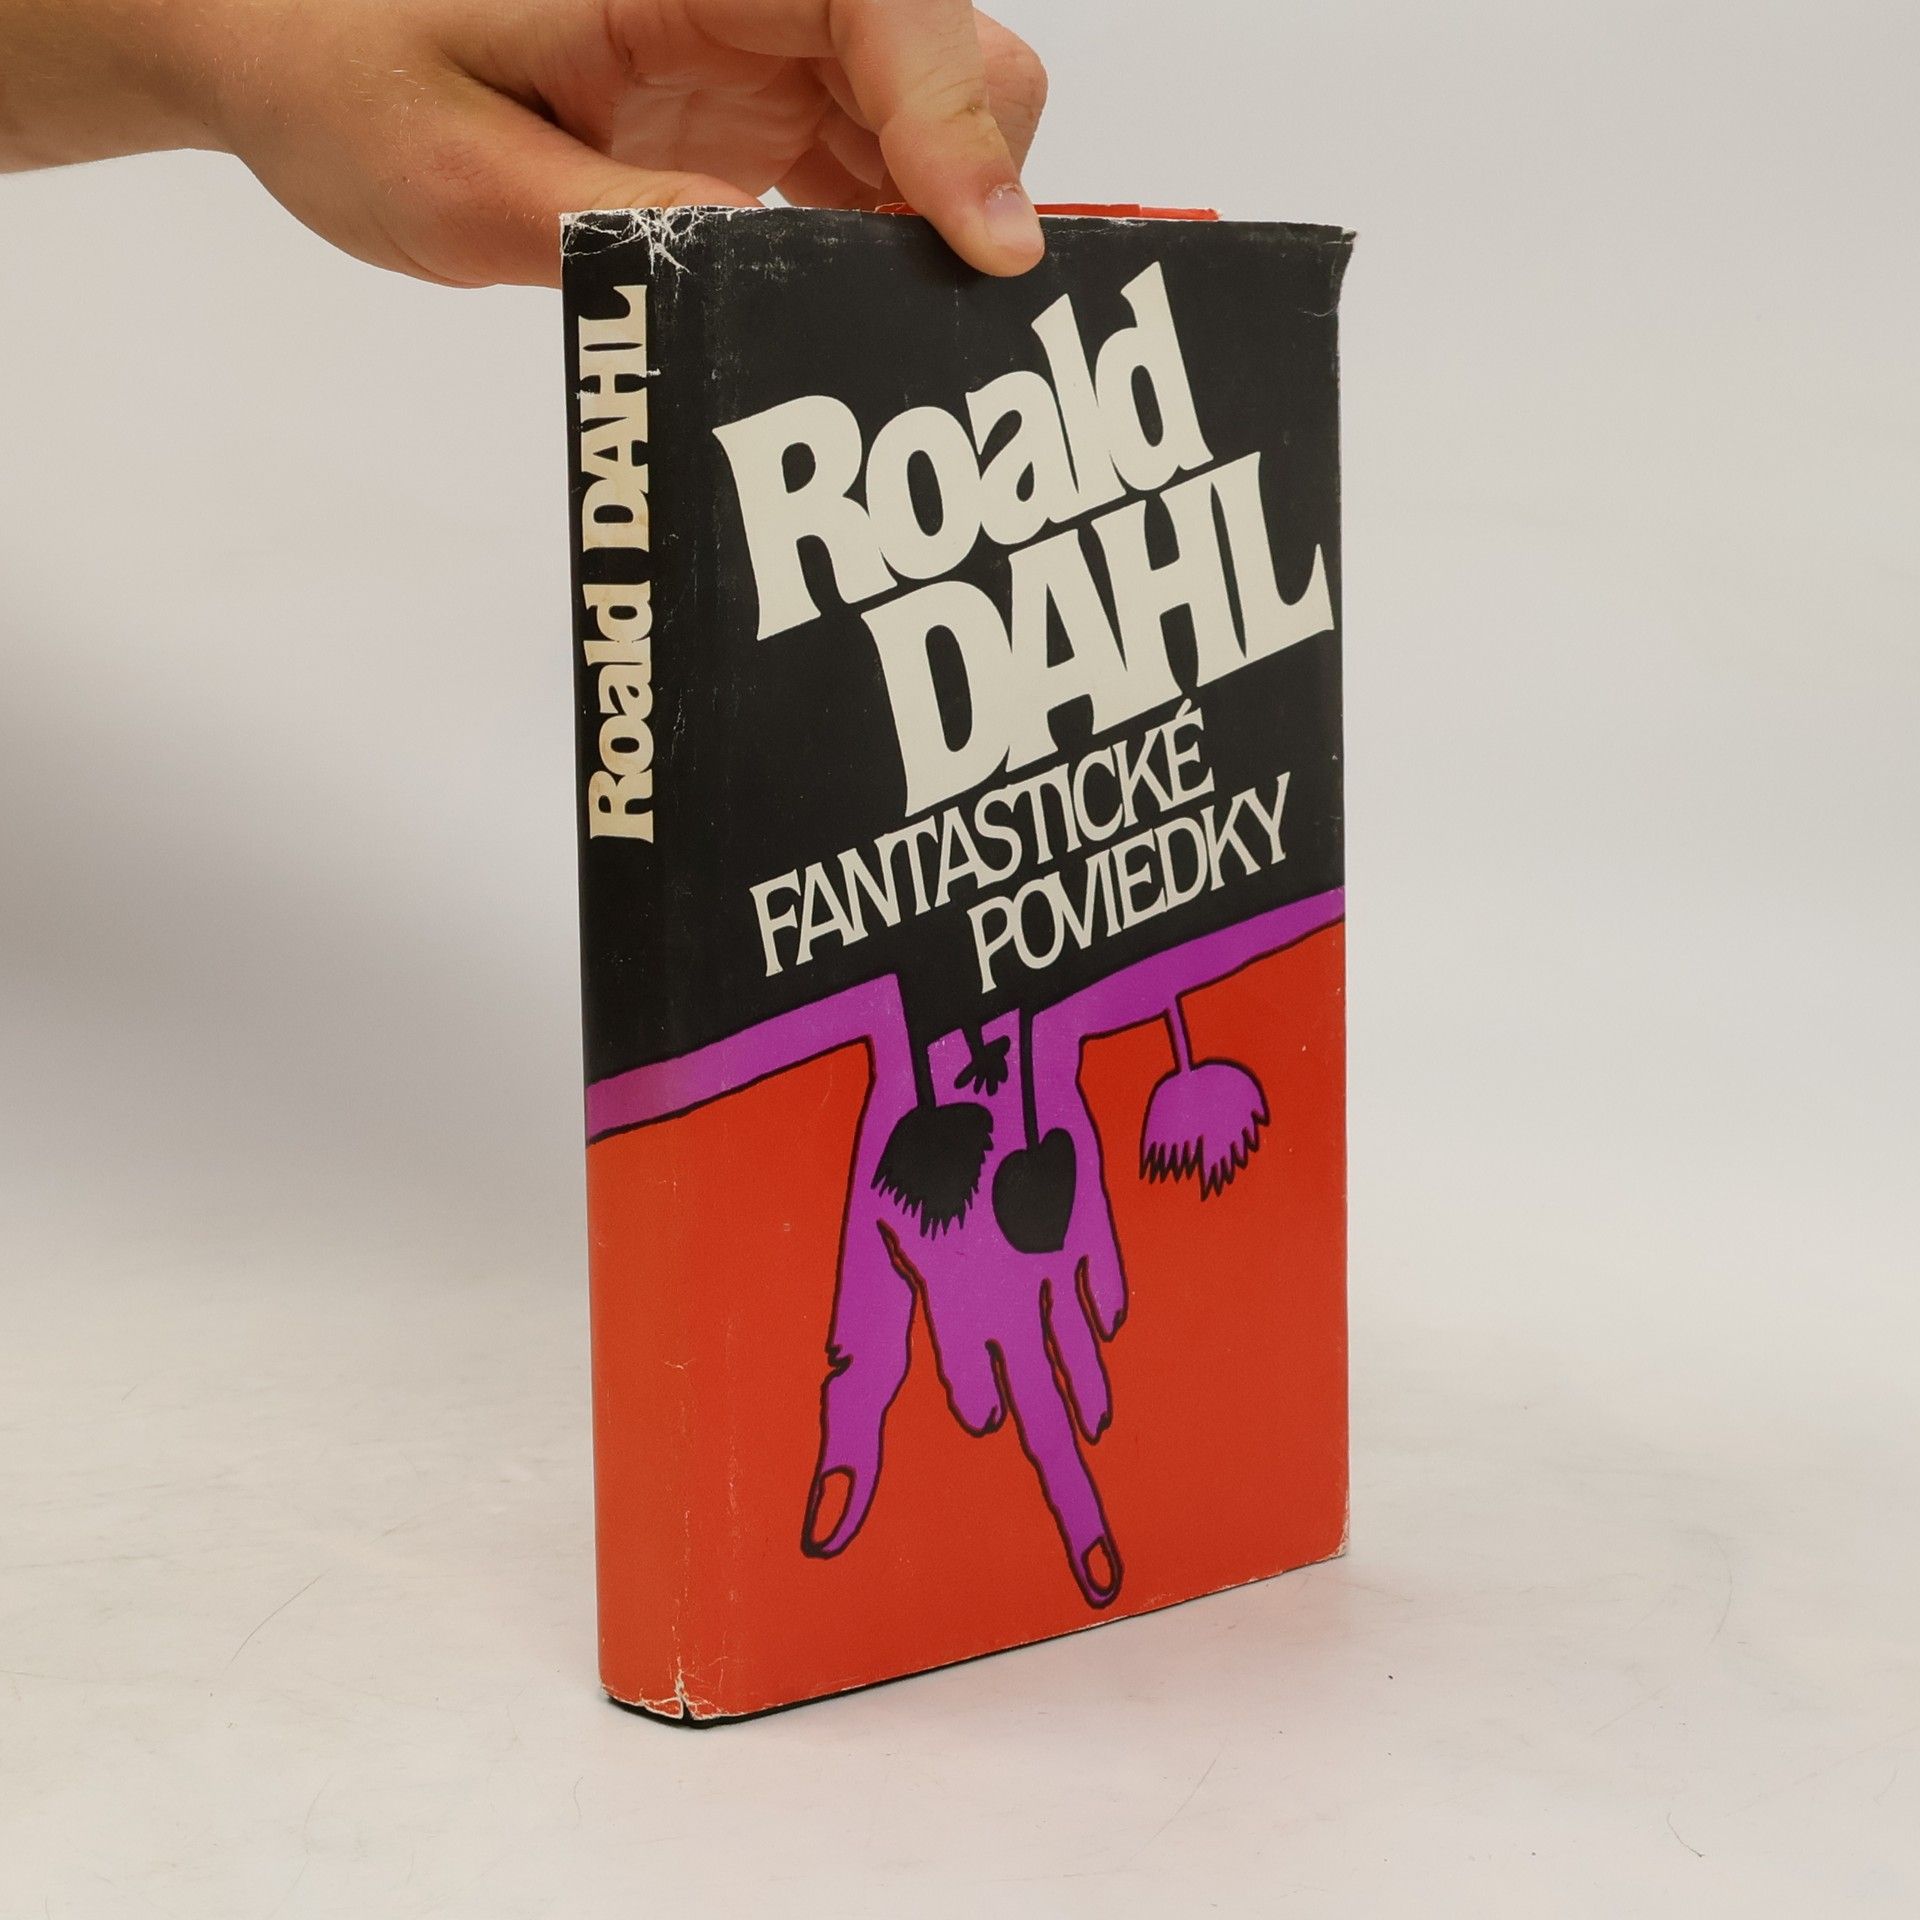 Roald DAHL
Roald
DAHL
FANTASTICKÉ
POVIEDKY